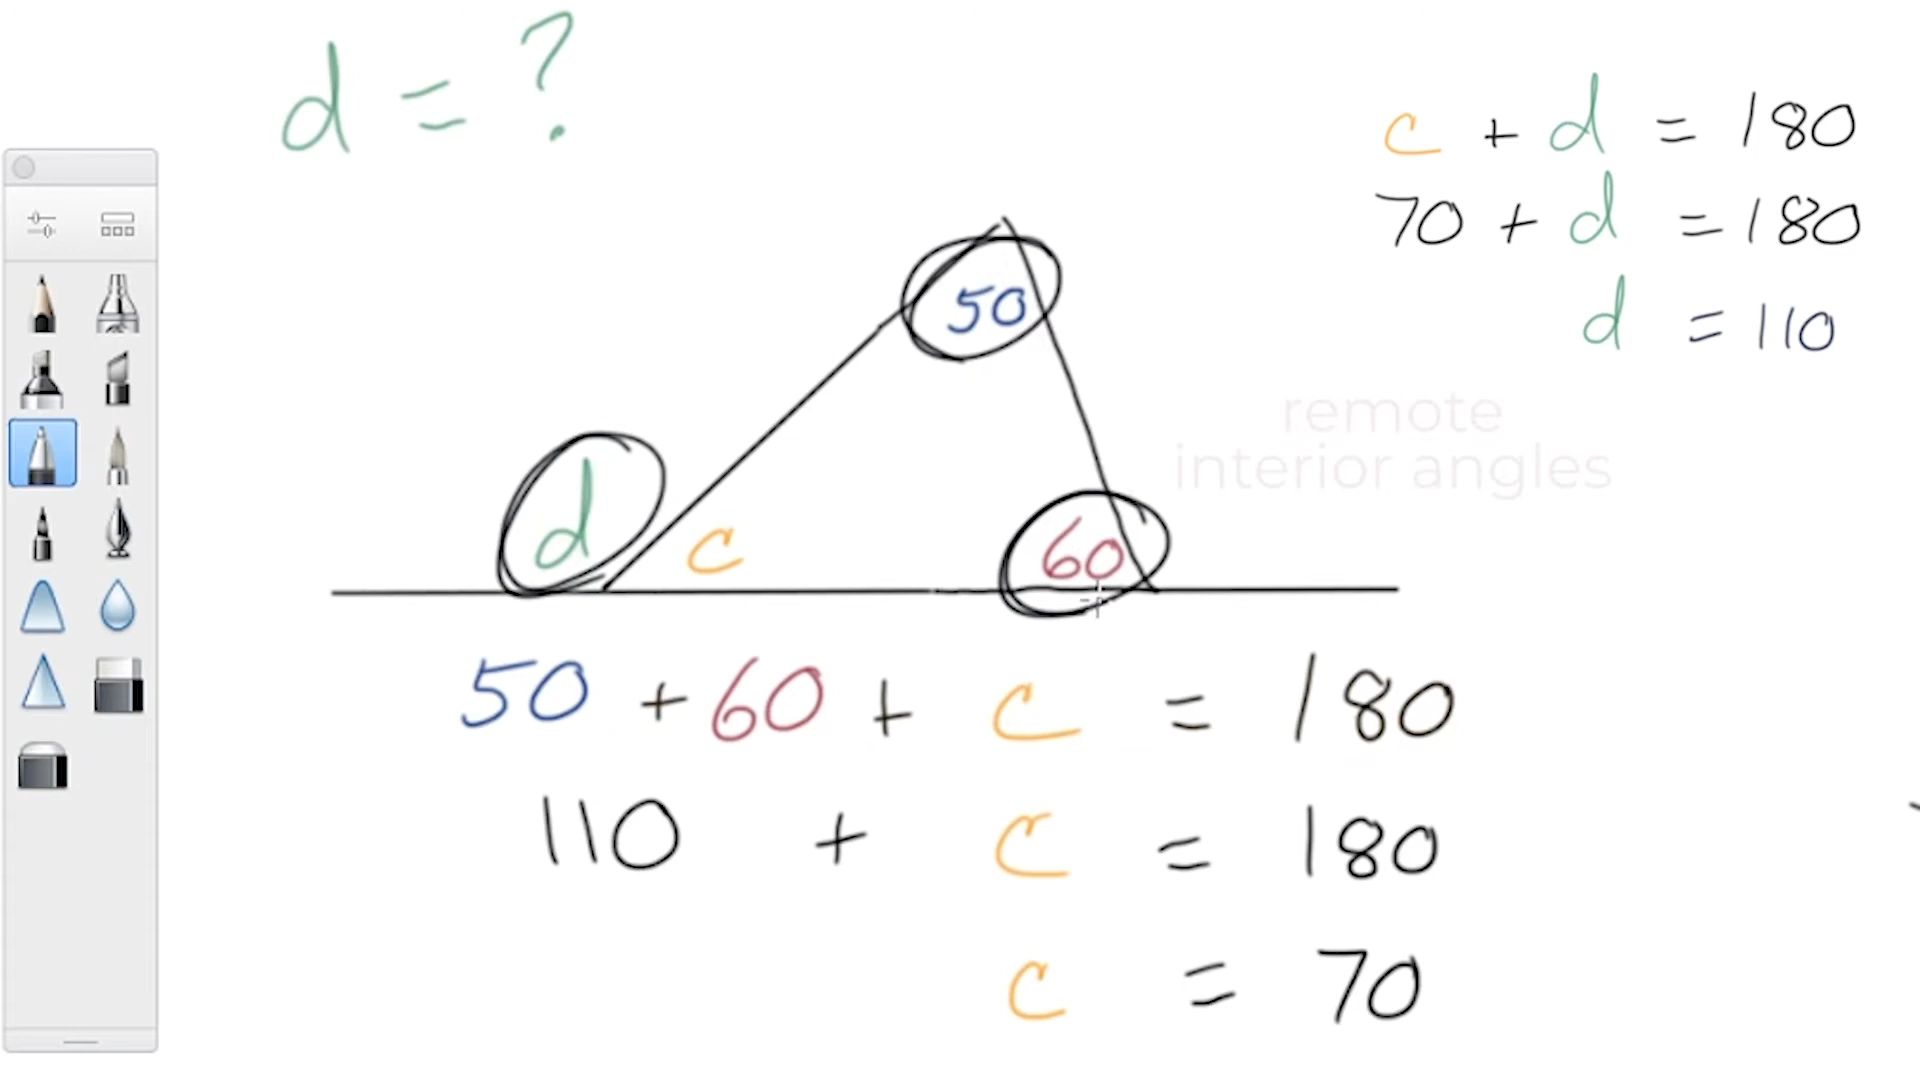 d = ?
c + d = 180
70 + d = 180
d = 110
50
remote
interior angles
d
c
60
50 + 60 + c = 180
110 + c = 180
c = 70